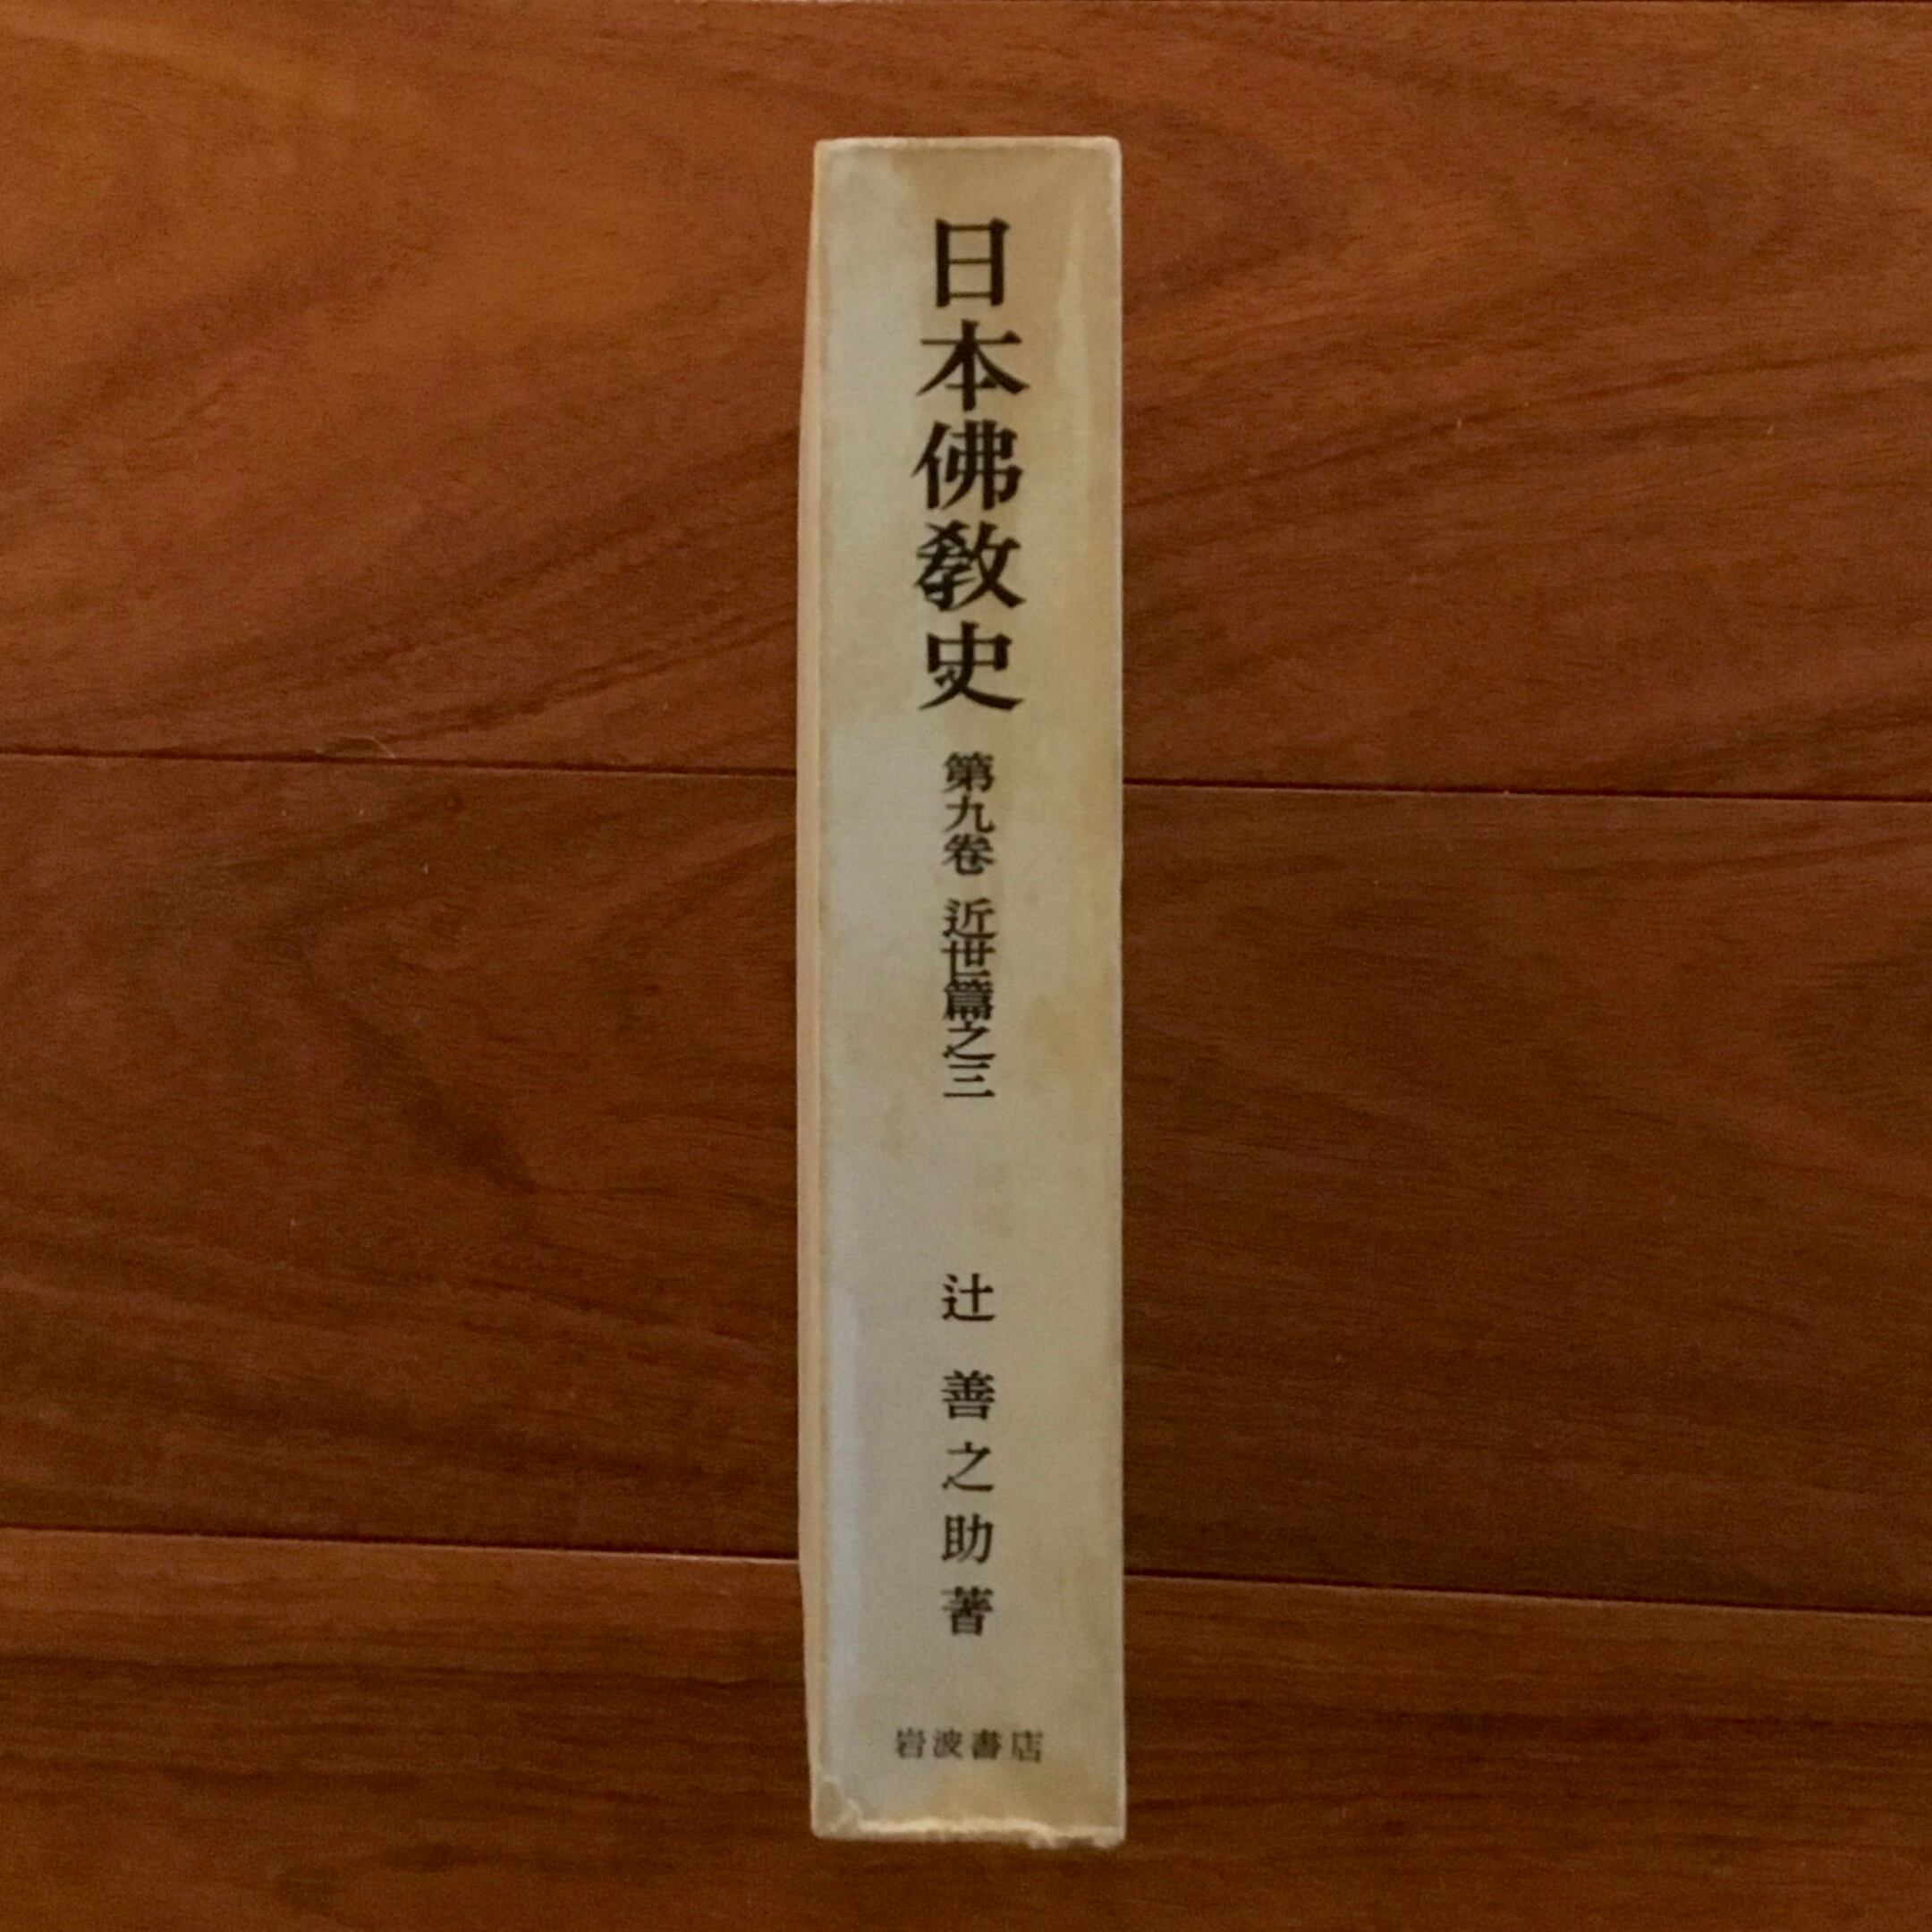 日本佛教史
第九卷 近世篇之三
辻 善之助著
岩波書店